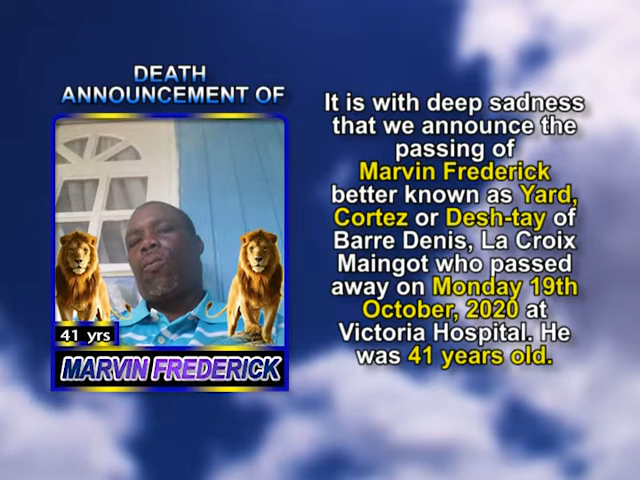 DEATH
ANNOUNCEMENT OF
41 yrs
MARVIN FREDERICK
It is with deep sadness
that we announce the
passing of
Marvin Frederick
better known as Yard,
Cortez or Desh-tay of
Barre Denis, La Croix
Maingot who passed
away on Monday 19th
October, 2020 at
Victoria Hospital. He
was 41 years old.